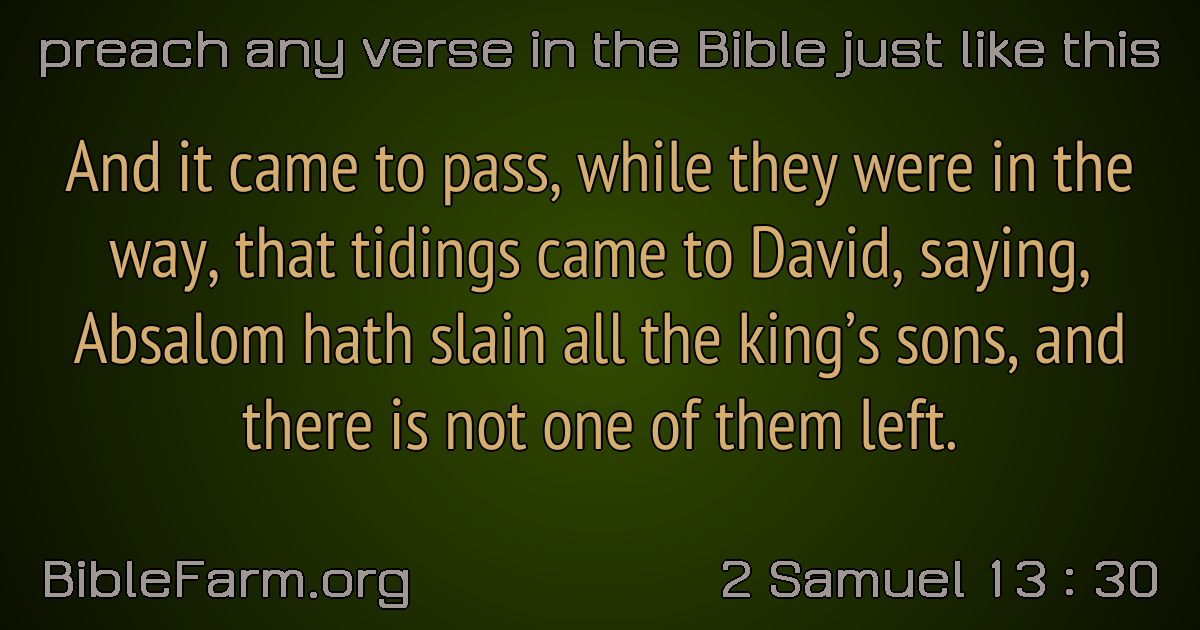 preach any verse in the Bible just like this
And it came to pass, while they were in the
way, that tidings came to David, saying,
Absalom hath slain all the king’s sons, and
there is not one of them left.
BibleFarm.org
2 Samuel 13 : 30